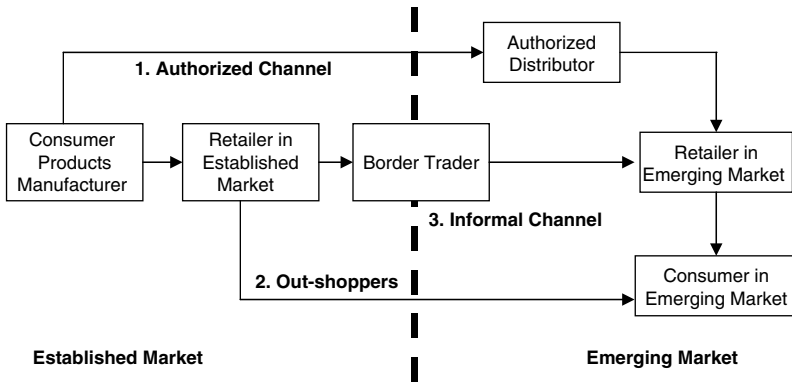 Authorized
Distributor
1. Authorized Channel
Consumer
Products
Manufacturer
Retailer in
Established
Market
Border Trader
Retailer in
Emerging Market
3. Informal Channel
2. Out-shoppers
Consumer in
Emerging Market
Established Market
Emerging Market